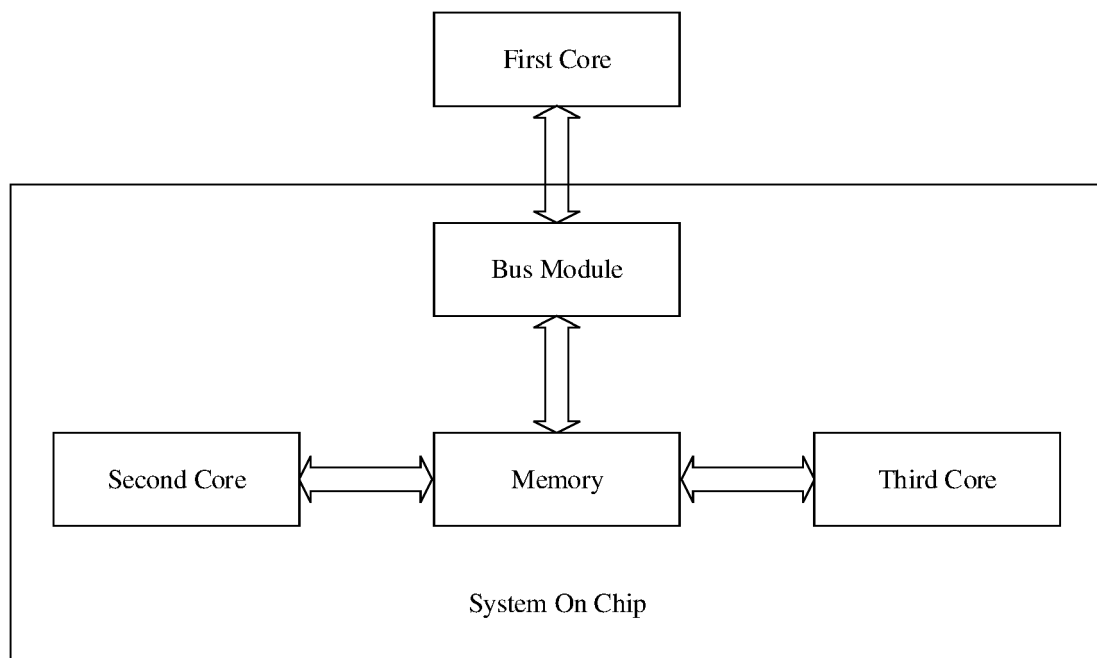 First Core
Bus Module
Second Core
Memory
Third Core
System On Chip